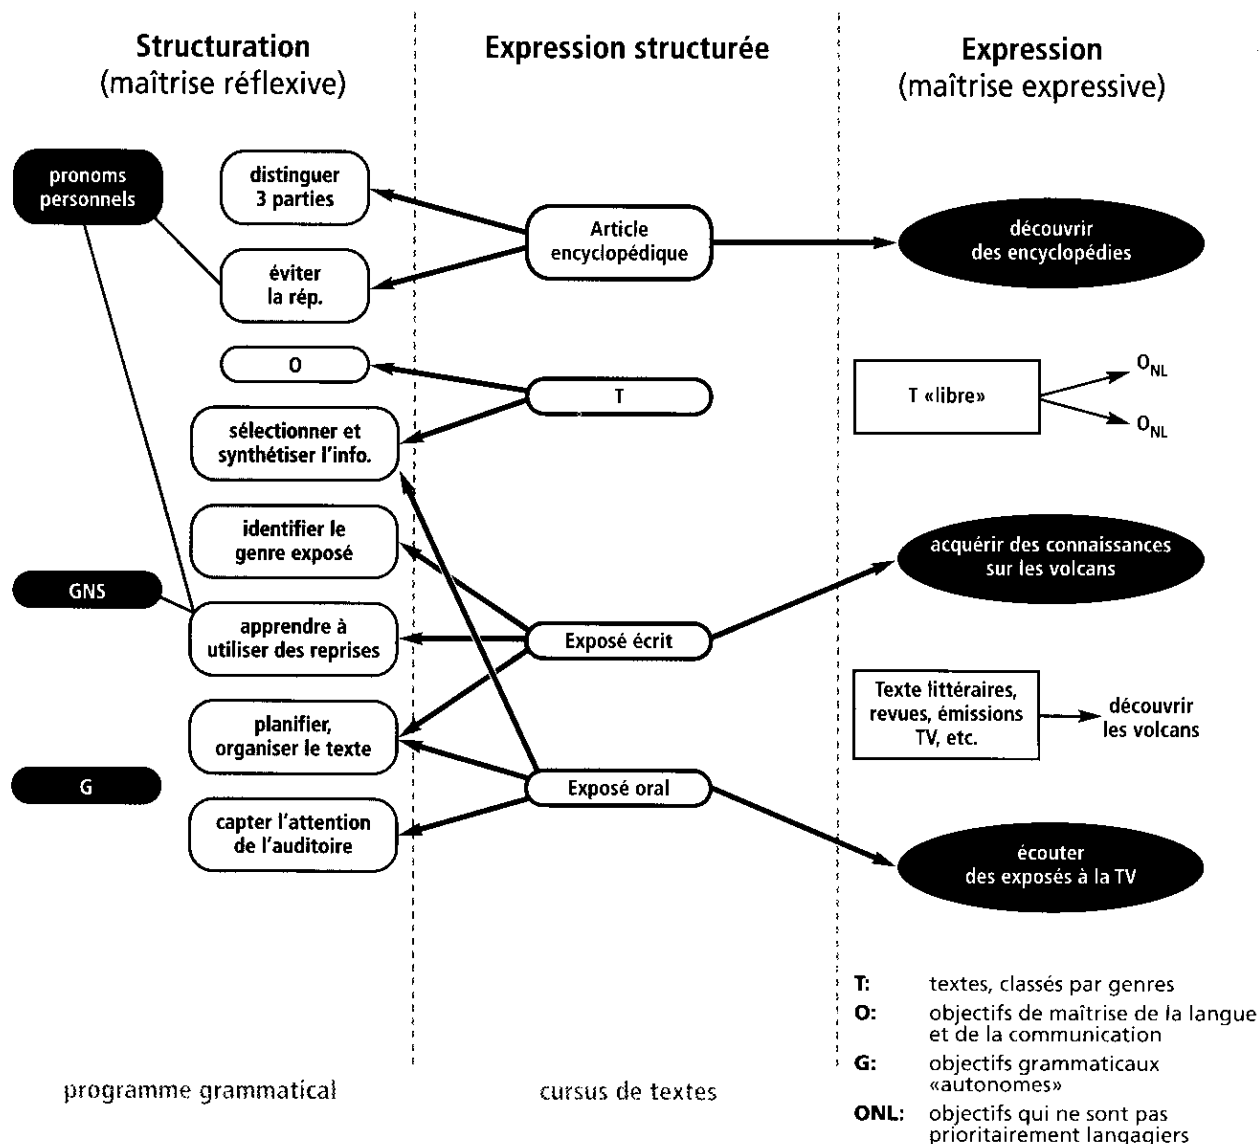 Structuration
(maîtrise réflexive)
Expression structurée
Expression
(maîtrise expressive)
pronoms
personnels
distinguer
3 parties
éviter
la rép.
O
sélectionner et
synthétiser l'info.
identifier le
genre exposé
GNS
apprendre à
utiliser des reprises
planifier,
organiser le texte
G
capter l'attention
de l'auditoire
Article
encyclopédique
T
Exposé écrit
Exposé oral
découvrir
des encyclopédies
T «libre»
ONL
ONL
acquérir des connaissances
sur les volcans
Texte littéraires,
revues, émissions
TV, etc.
découvrir
les volcans
écouter
des exposés à la TV
programme grammatical
cursus de textes
T: textes, classés par genres
O: objectifs de maîtrise de la langue
et de la communication
G: objectifs grammaticaux
«autonomes»
ONL: objectifs qui ne sont pas
prioritairement langagiers